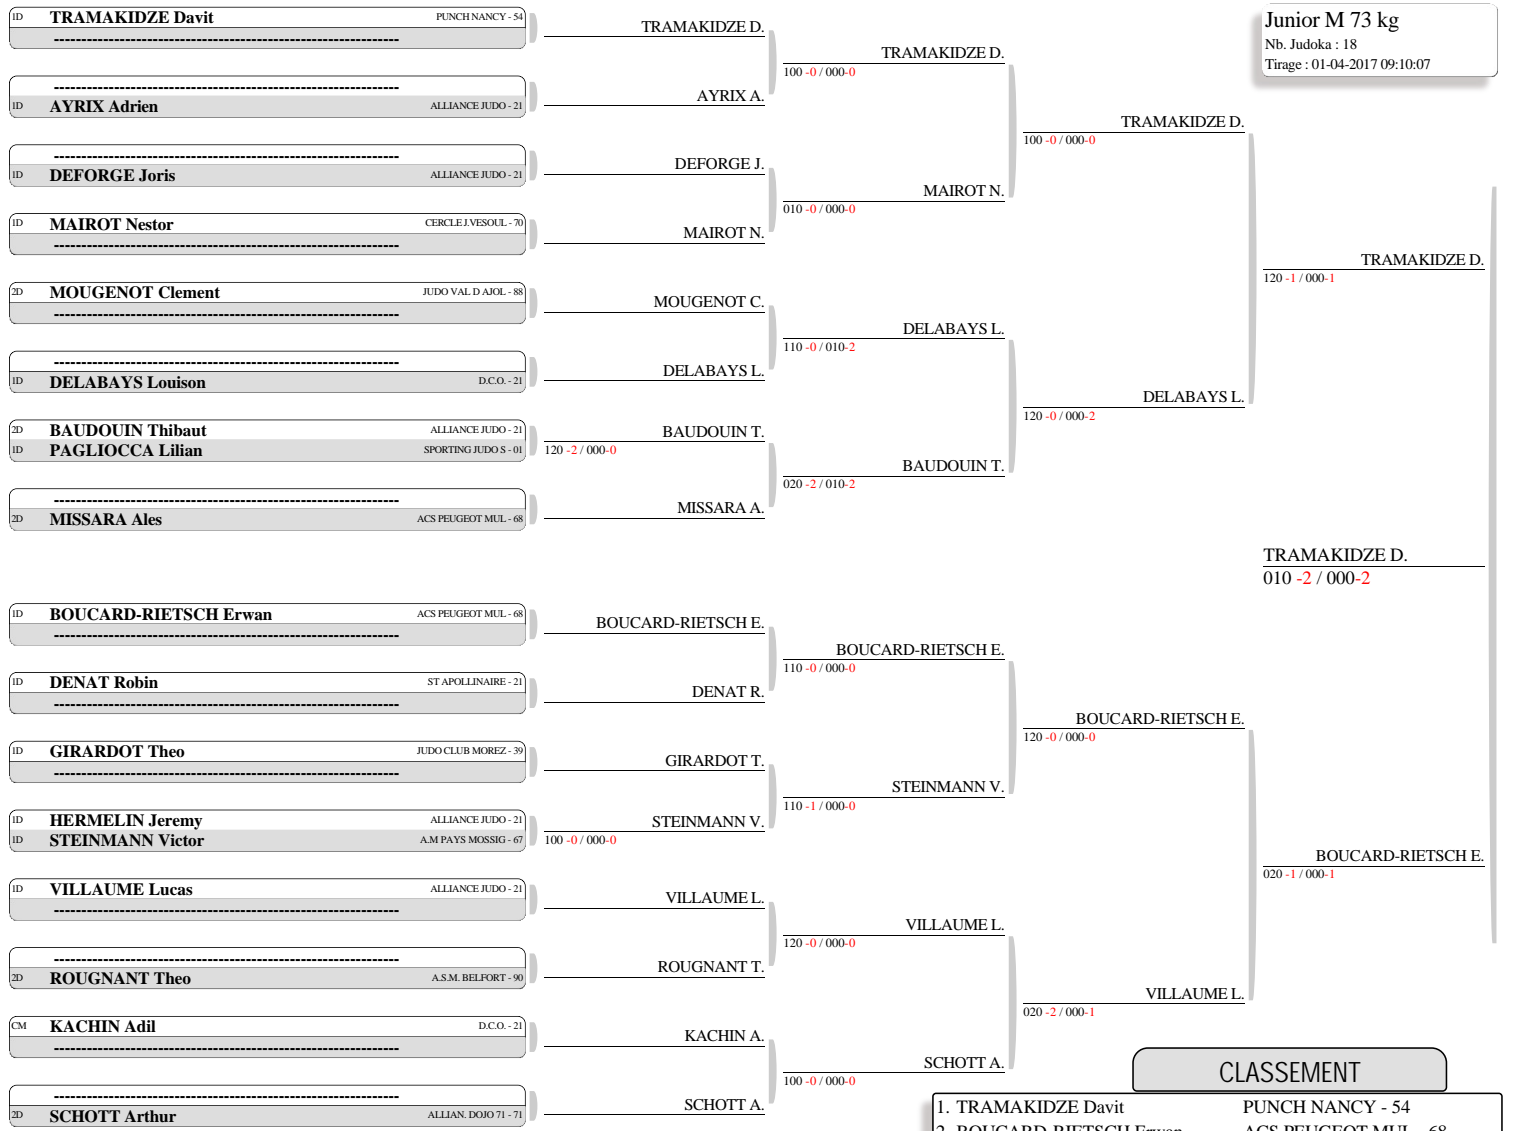 Junior M 73 kg
Nb. Judoka : 18
Tirage : 01-04-2017 09:10:07
1D TRAMAKIDZE Davit PUNCH NANCY - 54
----------------------------------------------------------------
----------------------------------------------------------------
1D AYRIX Adrien ALLIANCE JUDO - 21
----------------------------------------------------------------
1D DEFORGE Joris ALLIANCE JUDO - 21
1D MAIROT Nestor CERCLE J.VESOUL - 70
----------------------------------------------------------------
2D MOUGENOT Clement JUDO VAL D AJOL - 88
----------------------------------------------------------------
----------------------------------------------------------------
1D DELABAYS Louison D.C.O. - 21
2D BAUDOUIN Thibaut ALLIANCE JUDO - 21
1D PAGLIOCCA Lilian SPORTING JUDO S - 01
----------------------------------------------------------------
2D MISSARA Ales ACS PEUGEOT MUL - 68
1D BOUCARD-RIETSCH Erwan ACS PEUGEOT MUL - 68
----------------------------------------------------------------
1D DENAT Robin ST APOLLINAIRE - 21
----------------------------------------------------------------
1D GIRARDOT Theo JUDO CLUB MOREZ - 39
----------------------------------------------------------------
1D HERMELIN Jeremy ALLIANCE JUDO - 21
1D STEINMANN Victor A.M PAYS MOSSIG - 67
1D VILLAUME Lucas ALLIANCE JUDO - 21
----------------------------------------------------------------
----------------------------------------------------------------
2D ROUGNANT Theo A.S.M. BELFORT - 90
CM KACHIN Adil D.C.O. - 21
----------------------------------------------------------------
----------------------------------------------------------------
2D SCHOTT Arthur ALLIAN. DOJO 71 - 71
TRAMAKIDZE D.
AYRIX A.
DEFORGE J.
MAIROT N.
MOUGENOT C.
DELABAYS L.
BAUDOUIN T.
120 -2 / 000-0
MISSARA A.
BOUCARD-RIETSCH E.
DENAT R.
GIRARDOT T.
STEINMANN V.
100 -0 / 000-0
VILLAUME L.
ROUGNANT T.
KACHIN A.
SCHOTT A.
TRAMAKIDZE D.
100 -0 / 000-0
MAIROT N.
010 -0 / 000-0
DELABAYS L.
110 -0 / 010-2
BAUDOUIN T.
020 -2 / 010-2
BOUCARD-RIETSCH E.
110 -0 / 000-0
STEINMANN V.
110 -1 / 000-0
VILLAUME L.
120 -0 / 000-0
SCHOTT A.
100 -0 / 000-0
TRAMAKIDZE D.
100 -0 / 000-0
DELABAYS L.
120 -0 / 000-2
BOUCARD-RIETSCH E.
120 -0 / 000-0
VILLAUME L.
020 -2 / 000-1
TRAMAKIDZE D.
120 -1 / 000-1
BOUCARD-RIETSCH E.
020 -1 / 000-1
TRAMAKIDZE D.
010 -2 / 000-2
CLASSEMENT
1. TRAMAKIDZE Davit PUNCH NANCY - 54
2. BOUCARD-RIETSCH Erwan ACS PEUGEOT MUL - 68